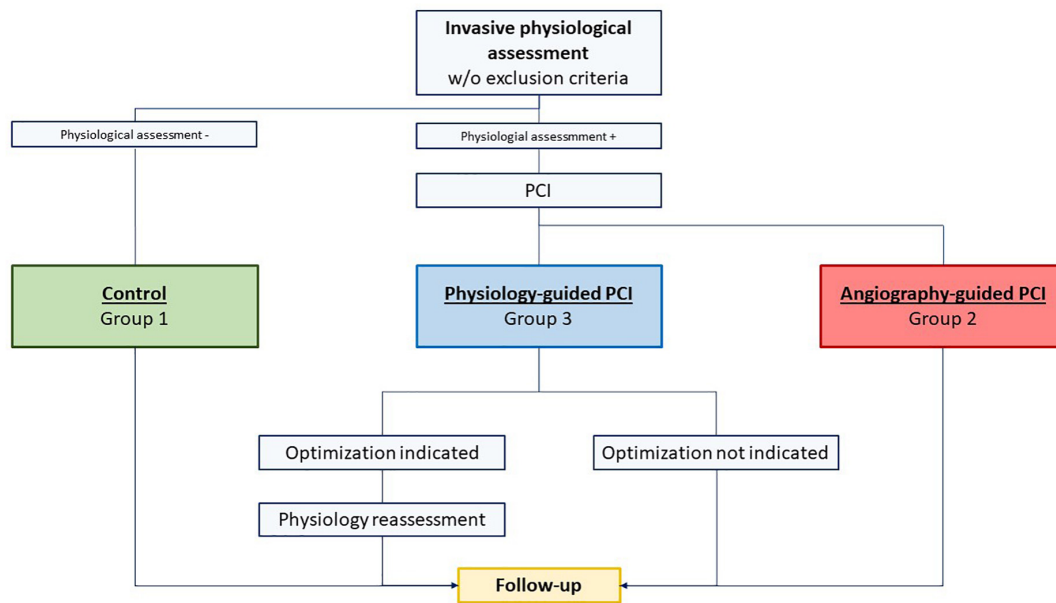 Invasive physiological
assessment
w/o exclusion criteria
Physiological assessment -
Physiologial assessmment +
PCI
Control
Group 1
Physiology-guided PCI
Group 3
Angiography-guided PCI
Group 2
Optimization indicated
Optimization not indicated
Physiology reassessment
Follow-up